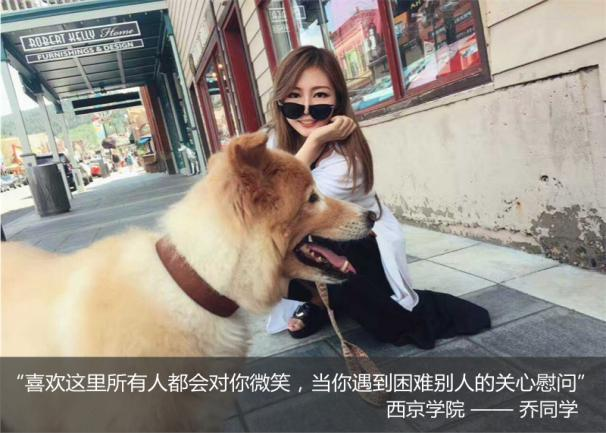 ROBERT KELLY Home
FURNISHINGS & DESIGN
“喜欢这里所有人都会对你微笑，当你遇到困难别人的关心慰问”
西京学院 —— 乔同学